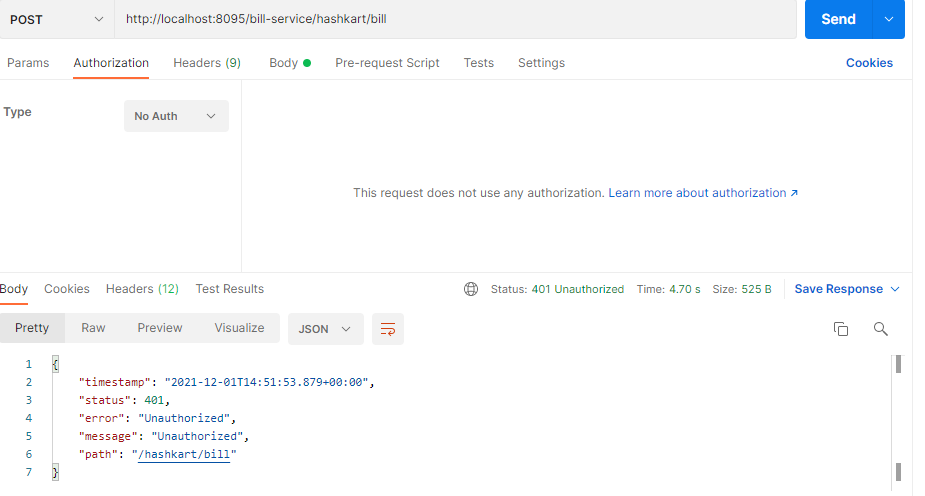 POST http://localhost:8095/bill-service/hashkart/bill Send
Params Authorization Headers (9) Body Pre-request Script Tests Settings Cookies
Type No Auth
This request does not use any authorization. Learn more about authorization ↗
Body Cookies Headers (12) Test Results Status: 401 Unauthorized Time: 4.70 s Size: 525 B Save Response
Pretty Raw Preview Visualize JSON
1 {
2 "timestamp": "2021-12-01T14:51:53.879+00:00",
3 "status": 401,
4 "error": "Unauthorized",
5 "message": "Unauthorized",
6 "path": "/hashkart/bill"
7 }